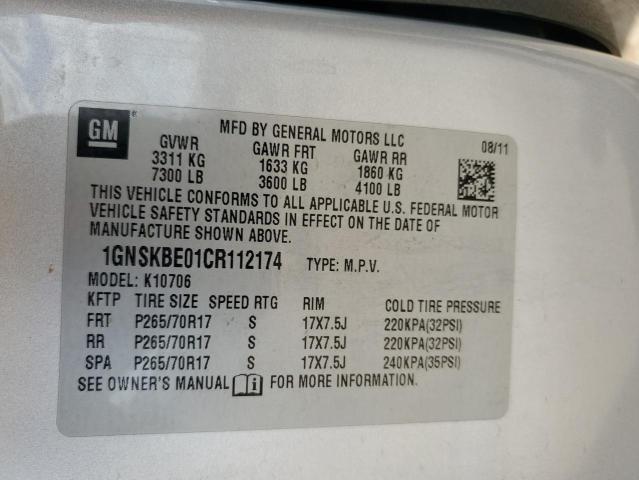 GM ®
MFD BY GENERAL MOTORS LLC 08/11
GVWR GAWR FRT GAWR RR
3311 KG 1633 KG 1860 KG
7300 LB 3600 LB 4100 LB
THIS VEHICLE CONFORMS TO ALL APPLICABLE U.S. FEDERAL MOTOR
VEHICLE SAFETY STANDARDS IN EFFECT ON THE DATE OF
MANUFACTURE SHOWN ABOVE.
1GNSKBE01CR112174 TYPE: M.P.V.
MODEL: K10706
KFTP TIRE SIZE SPEED RTG RIM COLD TIRE PRESSURE
FRT P265/70R17 S 17X7.5J 220KPA(32PSI)
RR P265/70R17 S 17X7.5J 220KPA(32PSI)
SPA P265/70R17 S 17X7.5J 240KPA(35PSI)
SEE OWNER'S MANUAL i FOR MORE INFORMATION.